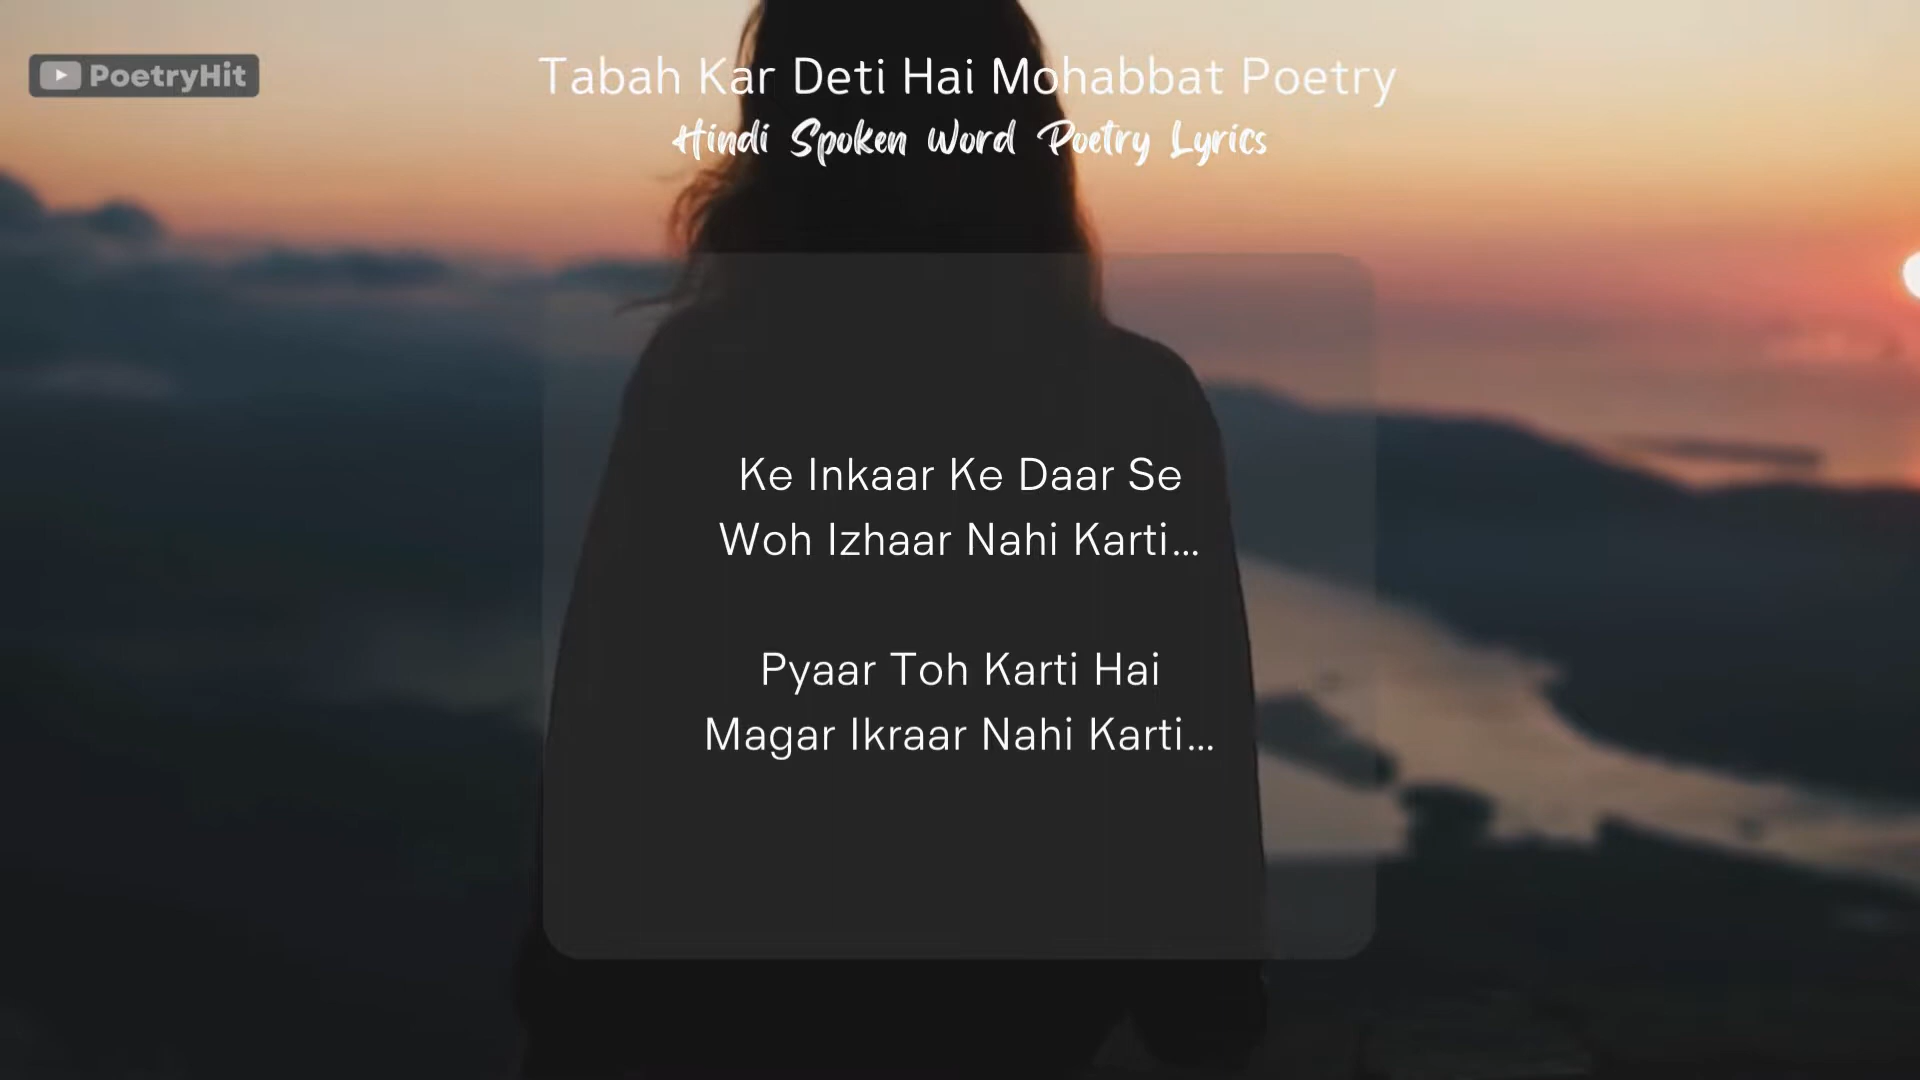 PoetryHit
Tabah Kar Deti Hai Mohabbat Poetry
Hindi Spoken Word Poetry Lyrics
Ke Inkaar Ke Daar Se
Woh Izhaar Nahi Karti...
Pyaar Toh Karti Hai
Magar Ikraar Nahi Karti...